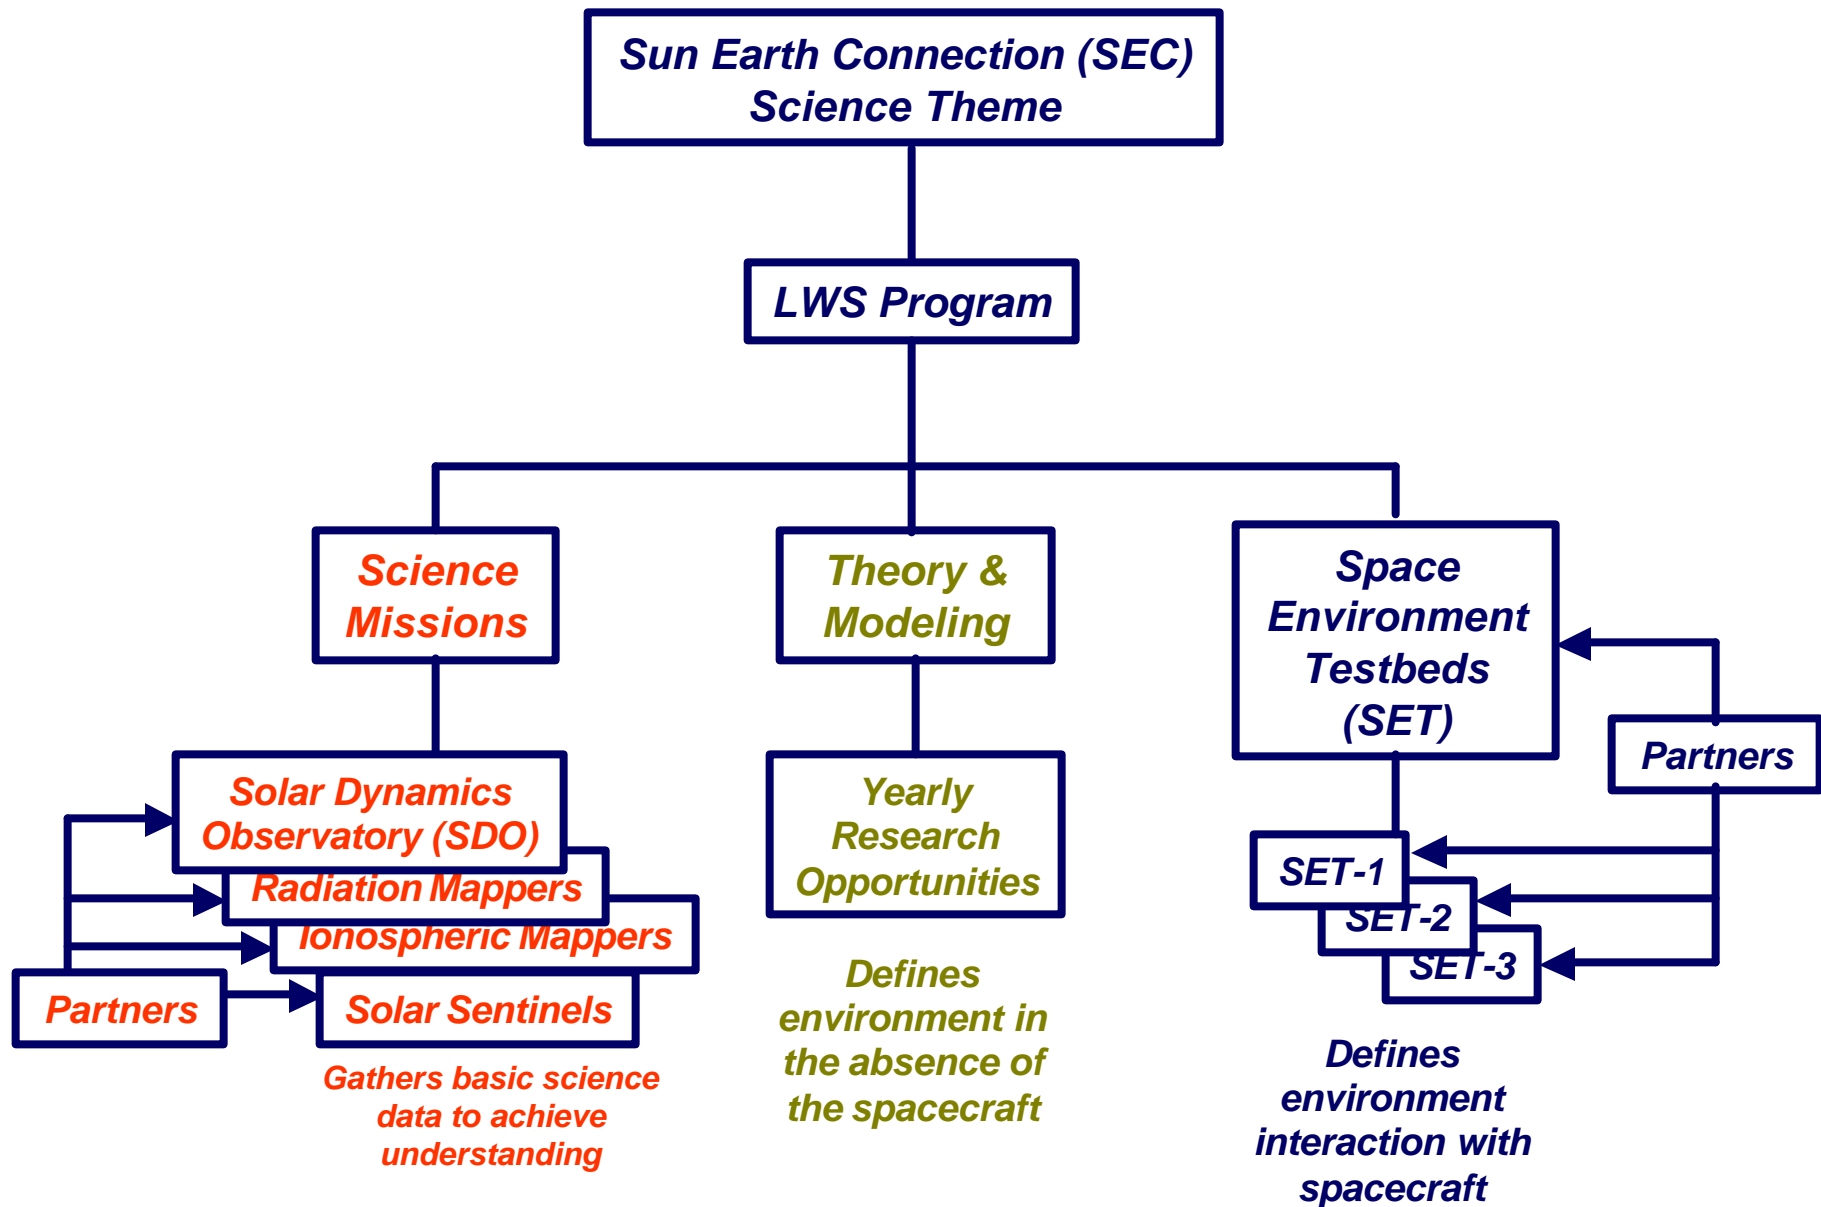 Sun Earth Connection (SEC)
Science Theme
LWS Program
Science
Missions
Theory &
Modeling
Space
Environment
Testbeds
(SET)
Partners
Solar Dynamics
Observatory (SDO)
Radiation Mappers
Ionospheric Mappers
Solar Sentinels
Partners
Gathers basic science
data to achieve
understanding
Yearly
Research
Opportunities
Defines
environment in
the absence of
the spacecraft
SET-1
SET-2
SET-3
Defines
environment
interaction with
spacecraft